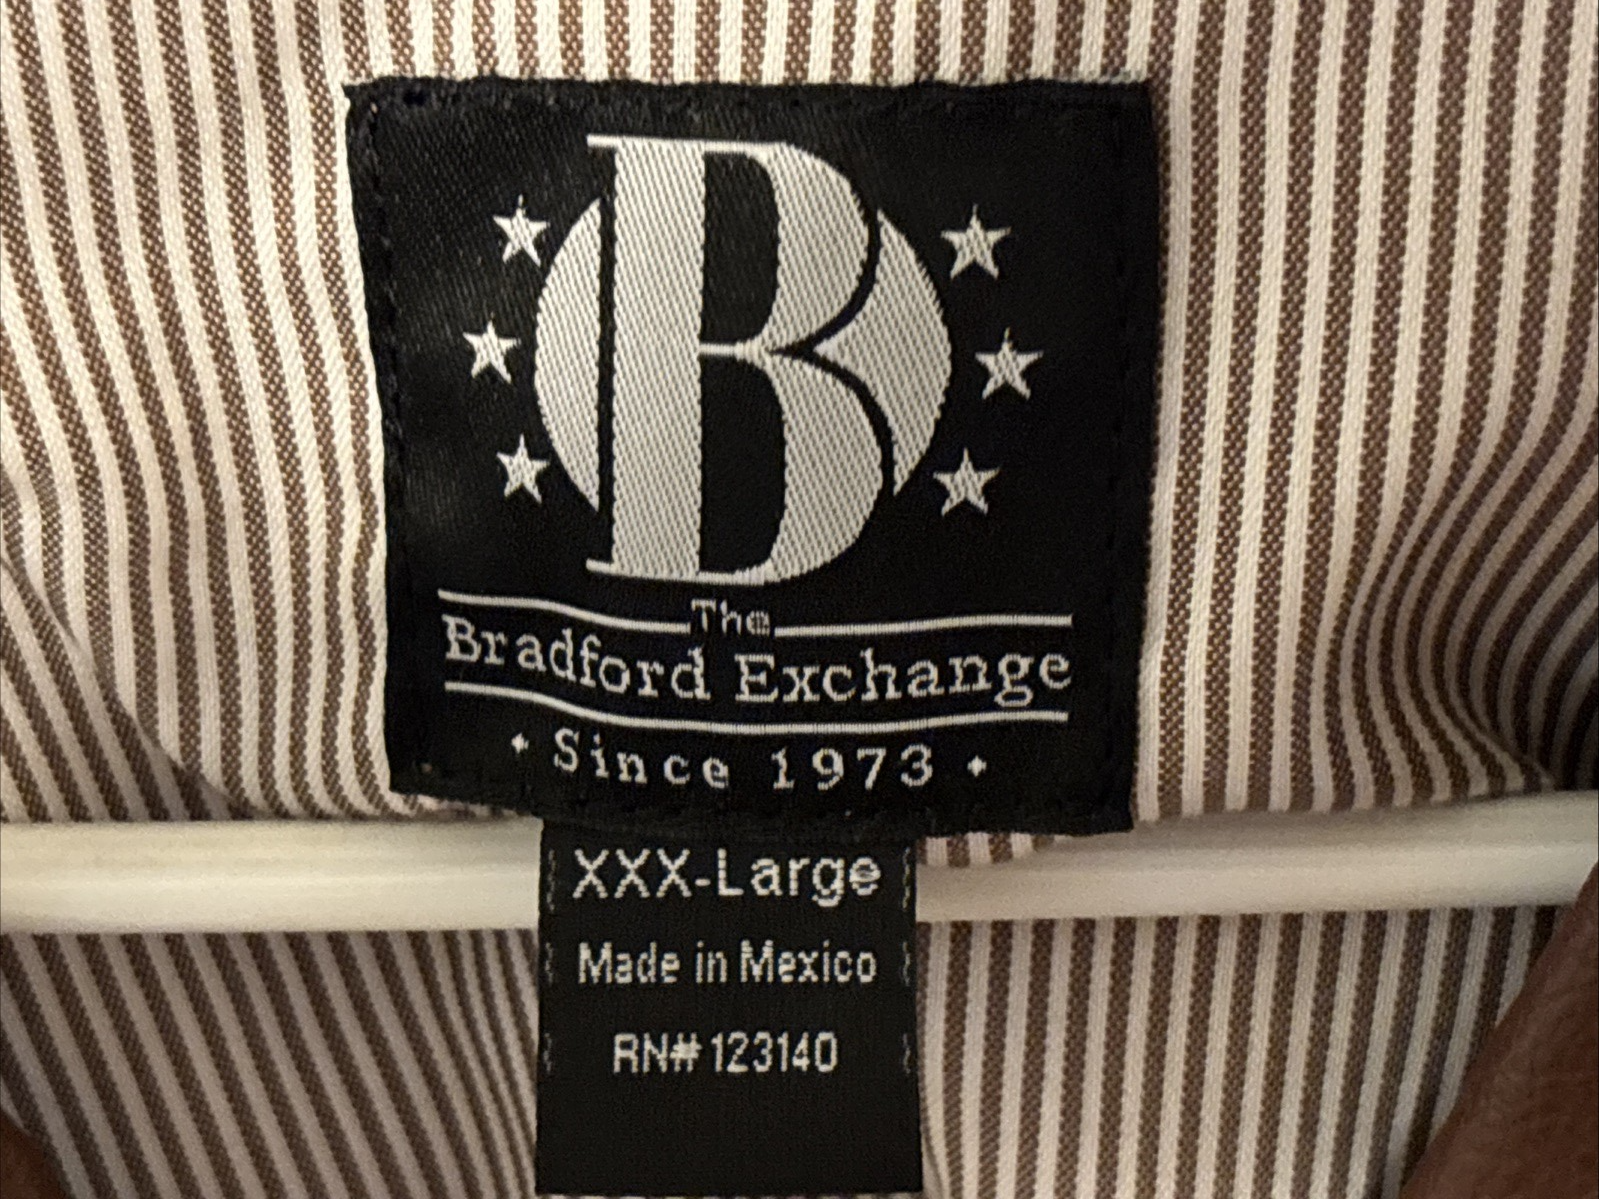 B
The
Bradford Exchange
Since 1973
XXX-Large
Made in Mexico
RN# 123140